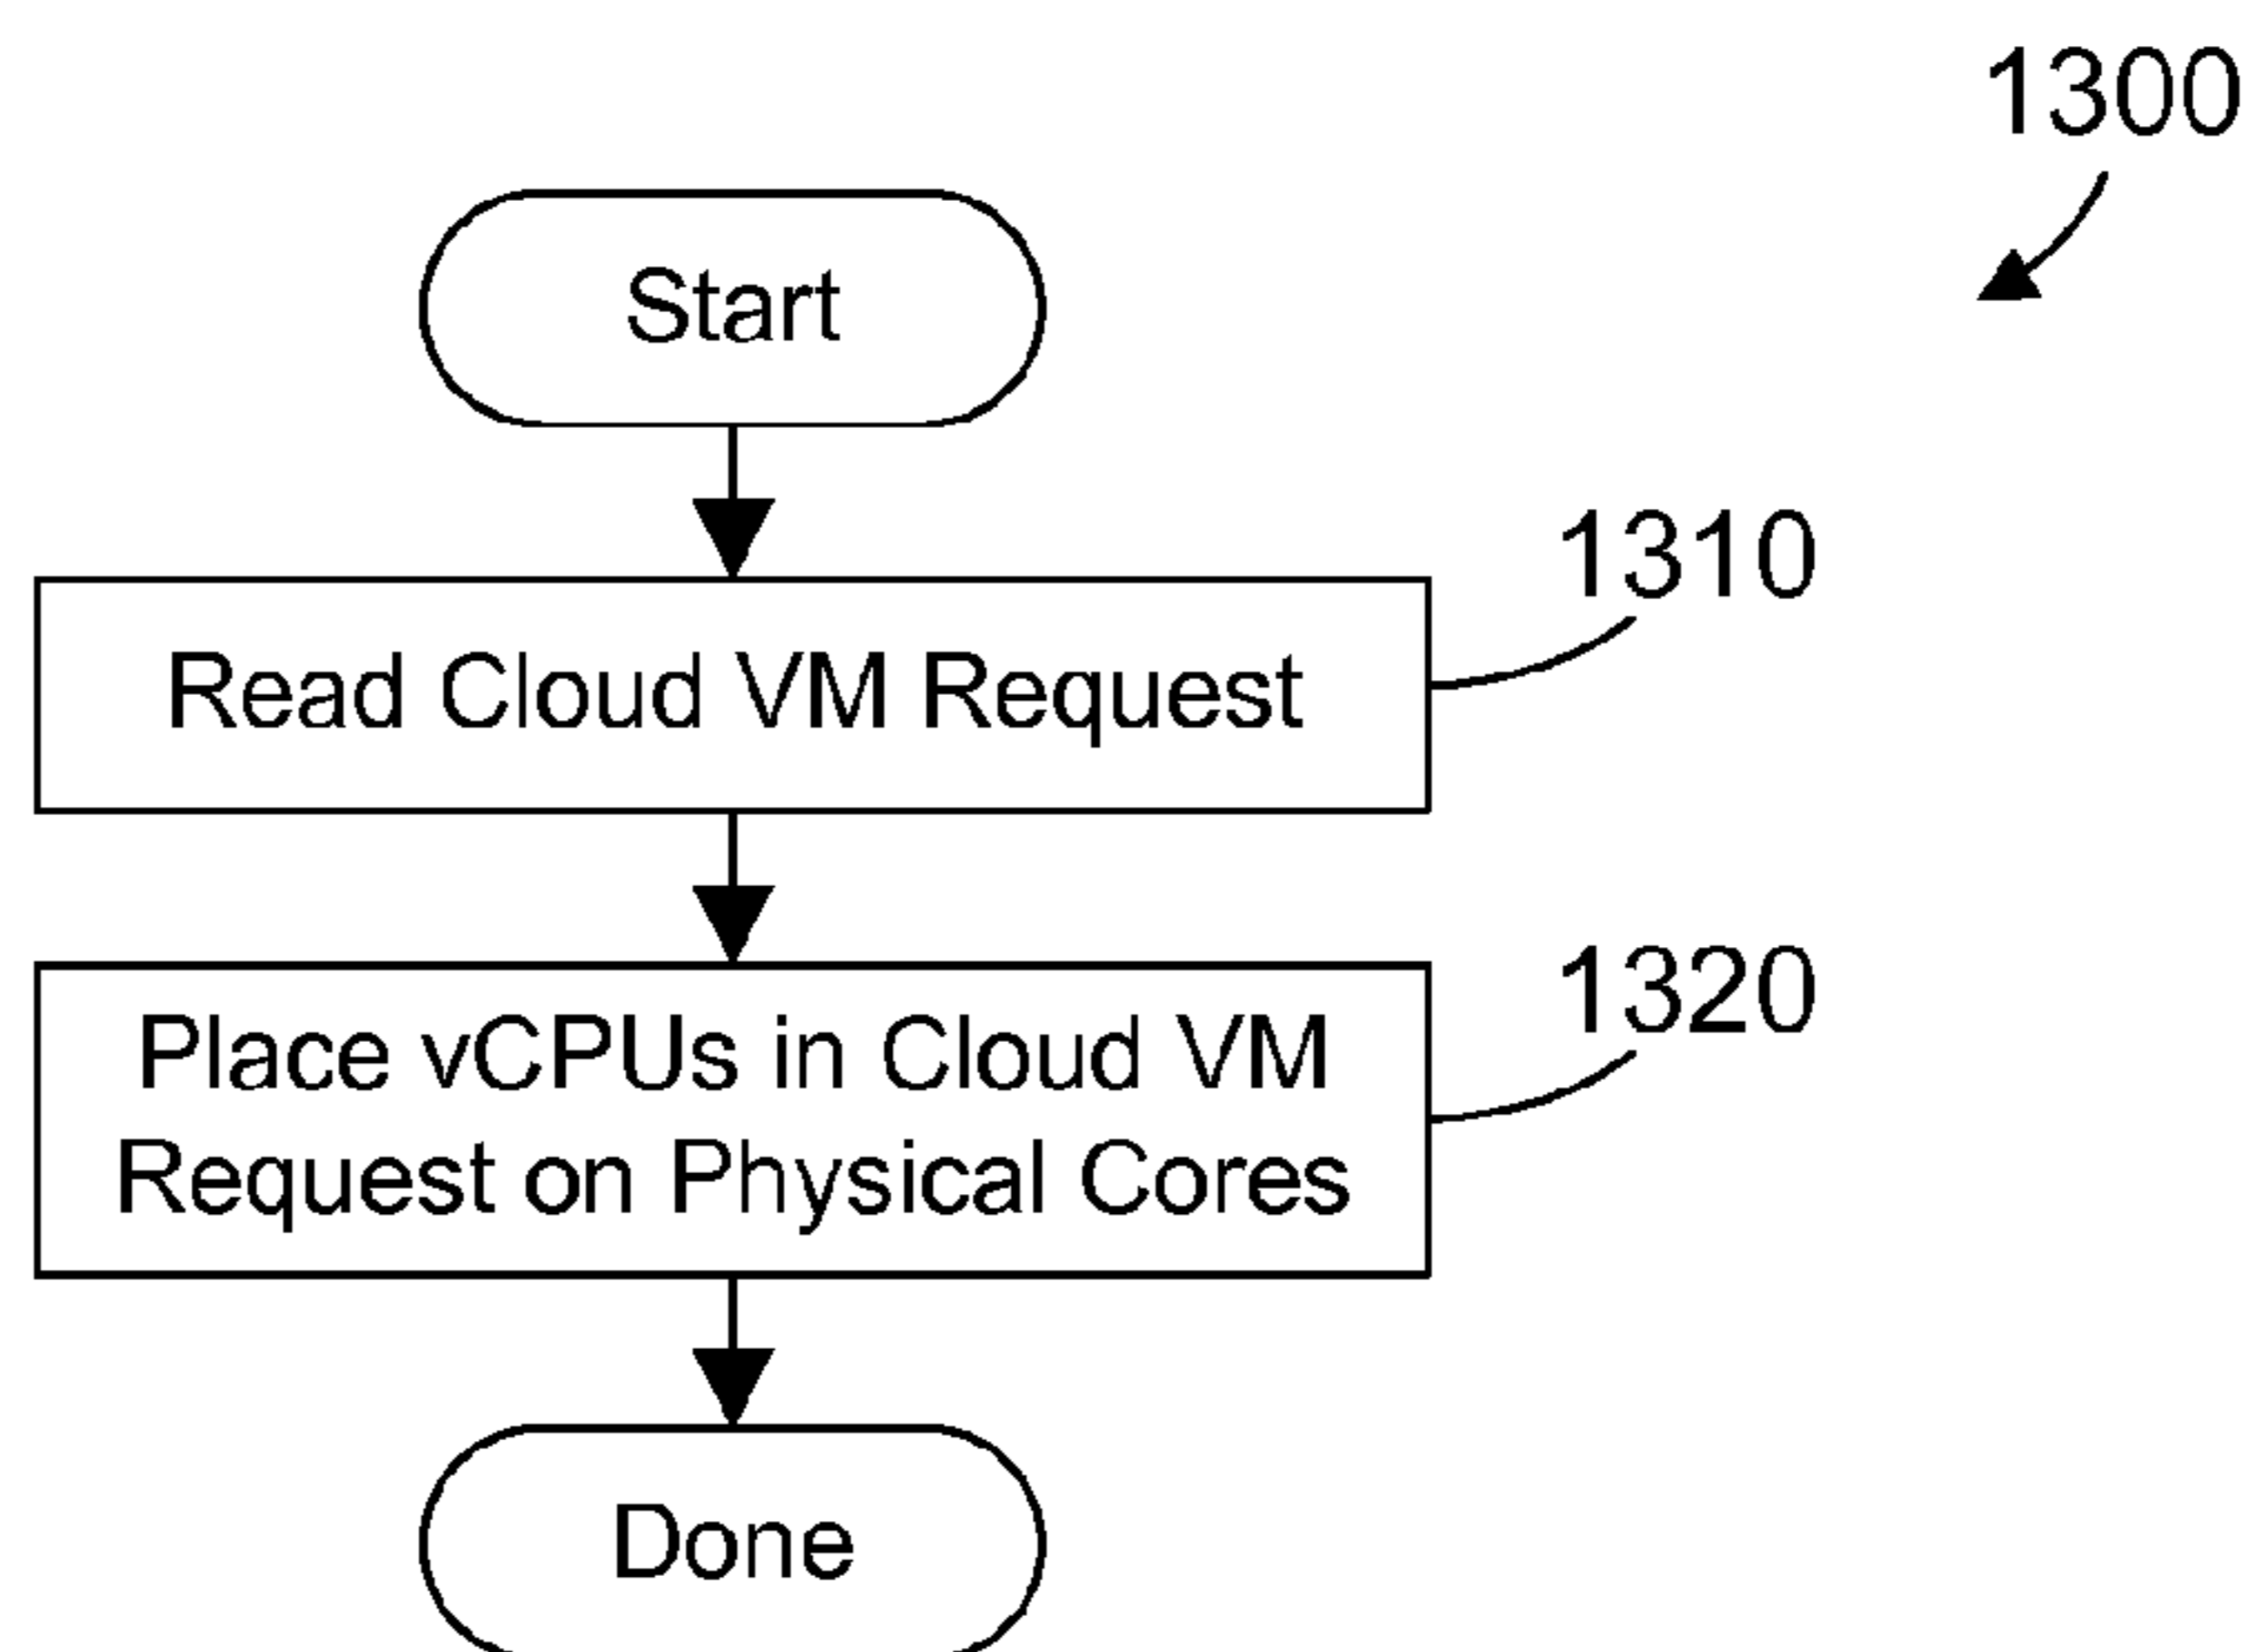 1300
Start
1310
Read Cloud VM Request
1320
Place vCPUs in Cloud VM
Request on Physical Cores
Done